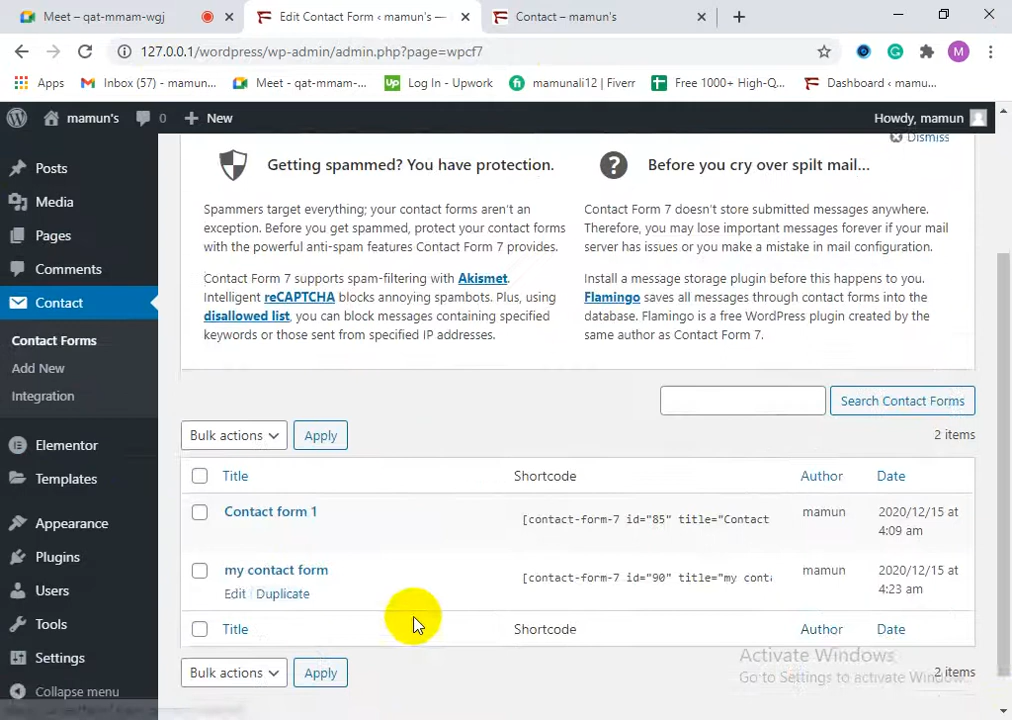 Meet – qat-mmam-wgj
Edit Contact Form ‹ mamun's —
Contact – mamun's
127.0.0.1/wordpress/wp-admin/admin.php?page=wpcf7
M
Apps
Inbox (57) - mamun...
Meet - qat-mmam-...
Up
Log In - Upwork
fi
mamunali12 | Fiverr
Free 1000+ High-Q...
Dashboard ‹ mamu...
mamun's
0
New
Howdy, mamun
Dismiss
Posts
Media
Pages
Comments
Contact
Contact Forms
Add New
Integration
Elementor
Templates
Appearance
Plugins
Users
Tools
Settings
Collapse menu
Getting spammed? You have protection.
Spammers target everything; your contact forms aren't an
exception. Before you get spammed, protect your contact forms
with the powerful anti-spam features Contact Form 7 provides.
Contact Form 7 supports spam-filtering with Akismet.
Intelligent reCAPTCHA blocks annoying spambots. Plus, using
disallowed list, you can block messages containing specified
keywords or those sent from specified IP addresses.
Before you cry over spilt mail...
Contact Form 7 doesn't store submitted messages anywhere.
Therefore, you may lose important messages forever if your mail
server has issues or you make a mistake in mail configuration.
Install a message storage plugin before this happens to you.
Flamingo saves all messages through contact forms into the
database. Flamingo is a free WordPress plugin created by the
same author as Contact Form 7.
Search Contact Forms
Bulk actions
Apply
2 items
Title
Shortcode
Author
Date
Contact form 1
[contact-form-7 id="85" title="Contact
mamun
2020/12/15 at
4:09 am
my contact form
Edit | Duplicate
[contact-form-7 id="90" title="my conta
mamun
2020/12/15 at
4:23 am
Title
Shortcode
Author
Date
Bulk actions
Apply
2 items
Activate Windows
Go to Settings to activate Windows.